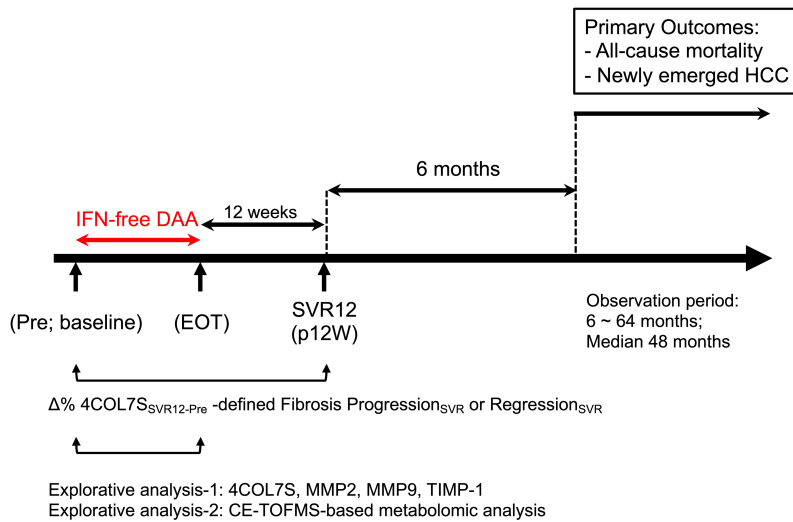 Primary Outcomes:
- All-cause mortality
- Newly emerged HCC
6 months
IFN-free DAA
12 weeks
(Pre; baseline)
(EOT)
SVR12
(p12W)
Observation period:
6 ~ 64 months;
Median 48 months
Δ% 4COL7SSVR12-Pre -defined Fibrosis ProgressionSVR or RegressionSVR
Explorative analysis-1: 4COL7S, MMP2, MMP9, TIMP-1
Explorative analysis-2: CE-TOFMS-based metabolomic analysis